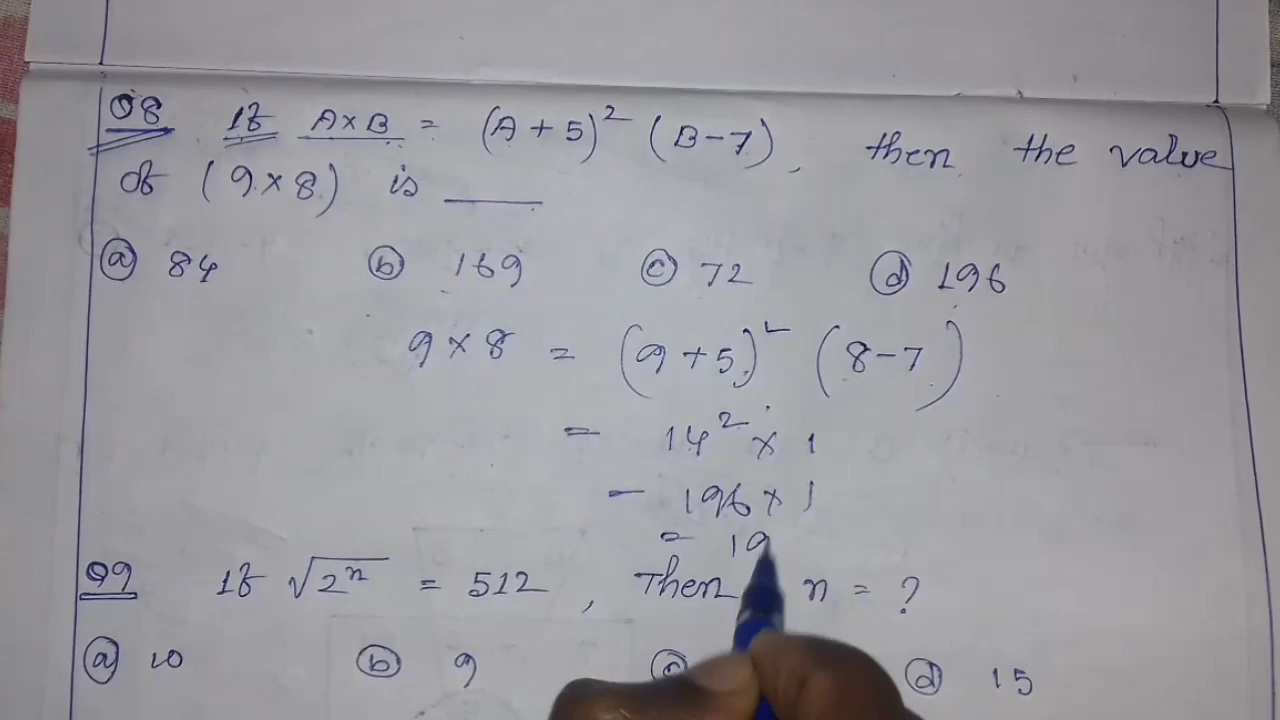 Q8 If A×B = (A+5)² (B-7), then the value
of (9×8) is ____
(a) 84 (b) 169 (c) 72 (d) 196
9×8 = (9+5)² (8-7)
= 14² × 1
= 196 × 1
= 19
Q9 If √2ⁿ = 512, Then n = ?
(a) 10 (b) 9 (c) (d) 15